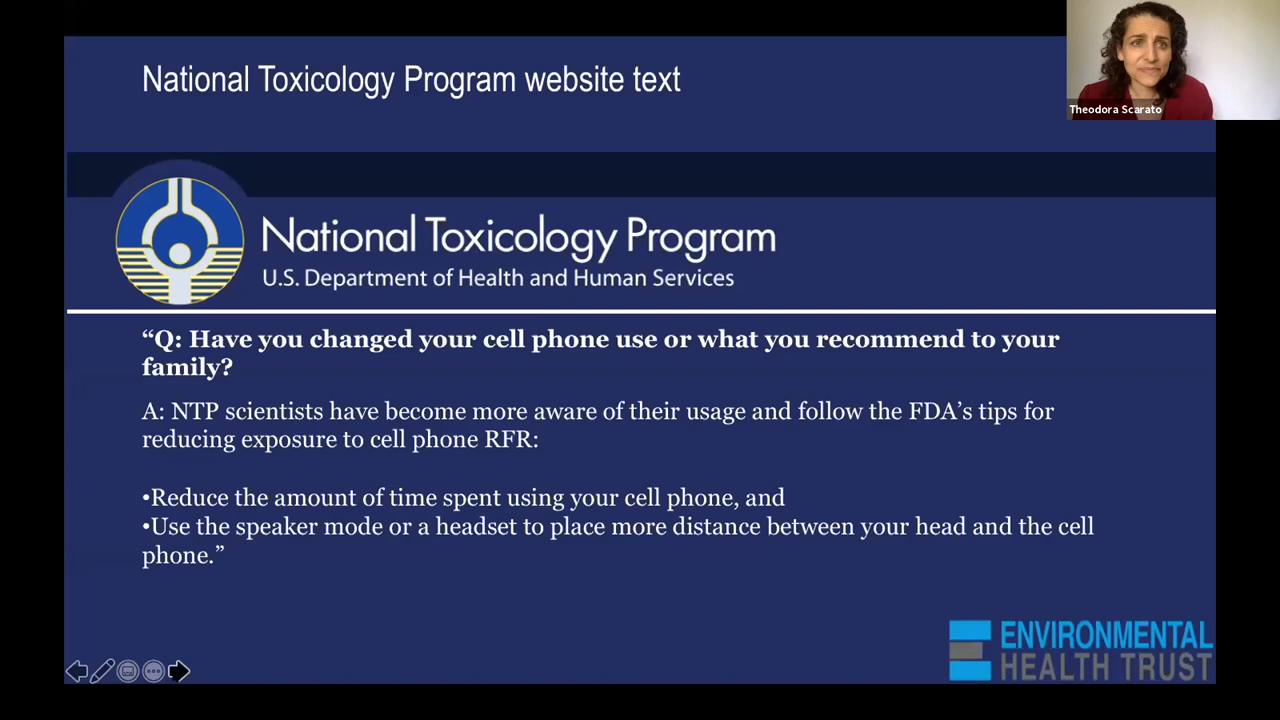 National Toxicology Program website text
Theodora Scarato
National Toxicology Program
U.S. Department of Health and Human Services
“Q: Have you changed your cell phone use or what you recommend to your
family?
A: NTP scientists have become more aware of their usage and follow the FDA’s tips for
reducing exposure to cell phone RFR:
•Reduce the amount of time spent using your cell phone, and
•Use the speaker mode or a headset to place more distance between your head and the cell
phone.”
ENVIRONMENTAL
HEALTH TRUST